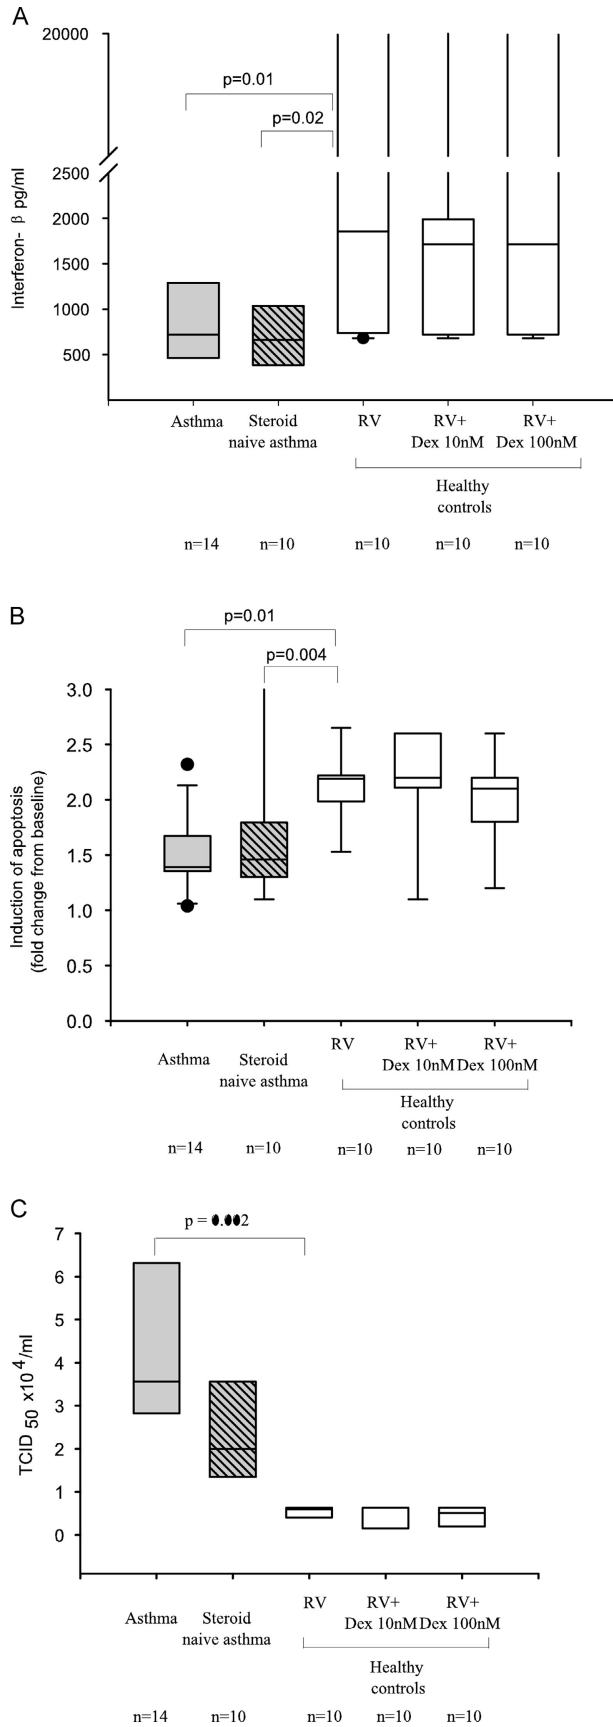 A
20000
p=0.01
p=0.02
2500
2000
1500
1000
500
Interferon- β pg/ml
Asthma
Steroid
naive asthma
RV
RV+
Dex 10nM
RV+
Dex 100nM
Healthy
controls
n=14
n=10
n=10
n=10
n=10
B
p=0.01
p=0.004
3.0
2.5
2.0
1.5
1.0
0.5
0.0
Induction of apoptosis
(fold change from baseline)
Asthma
Steroid
naive asthma
RV
RV+
Dex 10nM
RV+
Dex 100nM
Healthy
controls
n=14
n=10
n=10
n=10
n=10
C
p = 0.002
7
6
5
4
3
2
1
0
TCID 50 x10 4/ml
Asthma
Steroid
naive asthma
RV
RV+
Dex 10nM
RV+
Dex 100nM
Healthy
controls
n=14
n=10
n=10
n=10
n=10